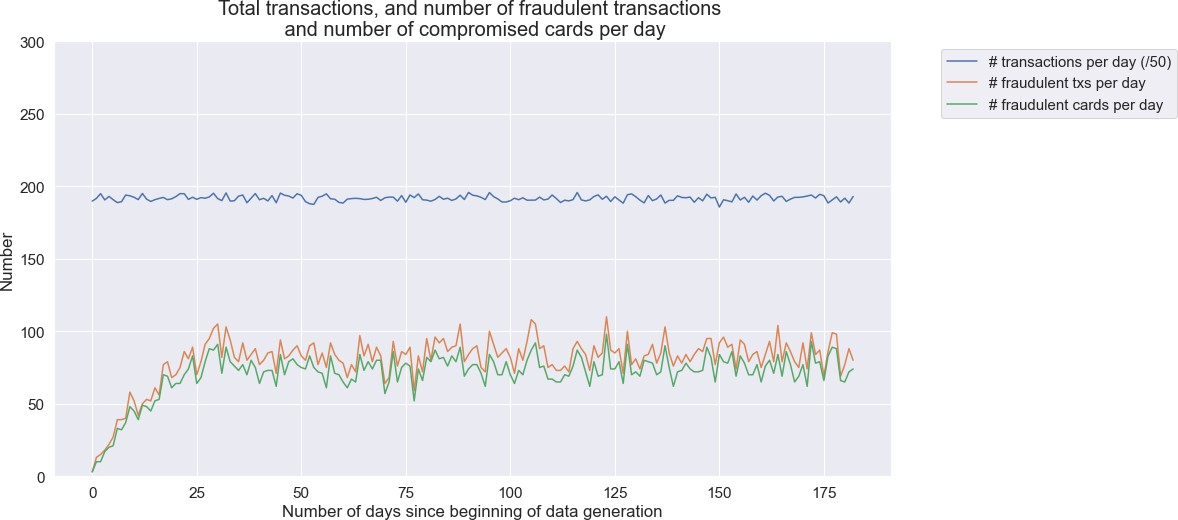 Total transactions, and number of fraudulent transactions
and number of compromised cards per day
300
250
200
150
100
50
0
Number
0 25 50 75 100 125 150 175
Number of days since beginning of data generation
# transactions per day (/50)
# fraudulent txs per day
# fraudulent cards per day